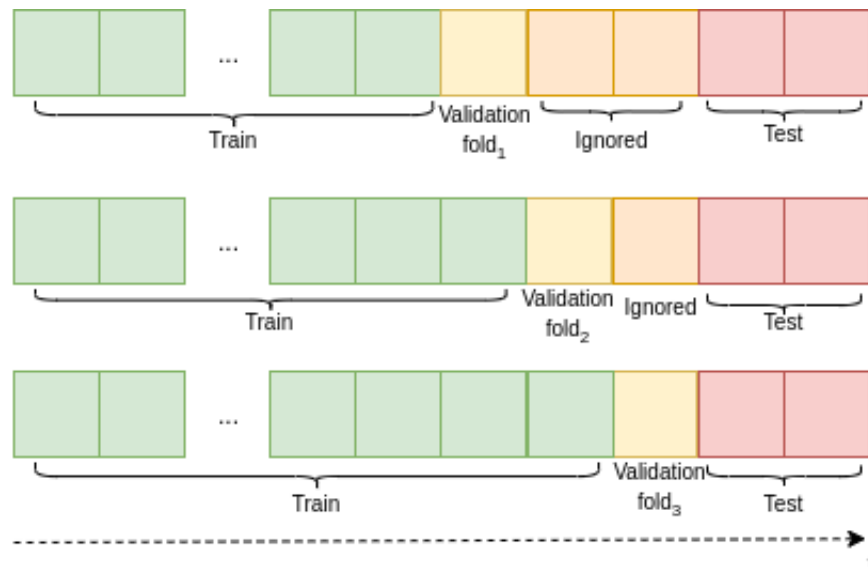 ...
Train
Validation
fold₁
Ignored
Test
...
Train
Validation
fold₂
Ignored
Test
...
Train
Validation
fold₃
Test